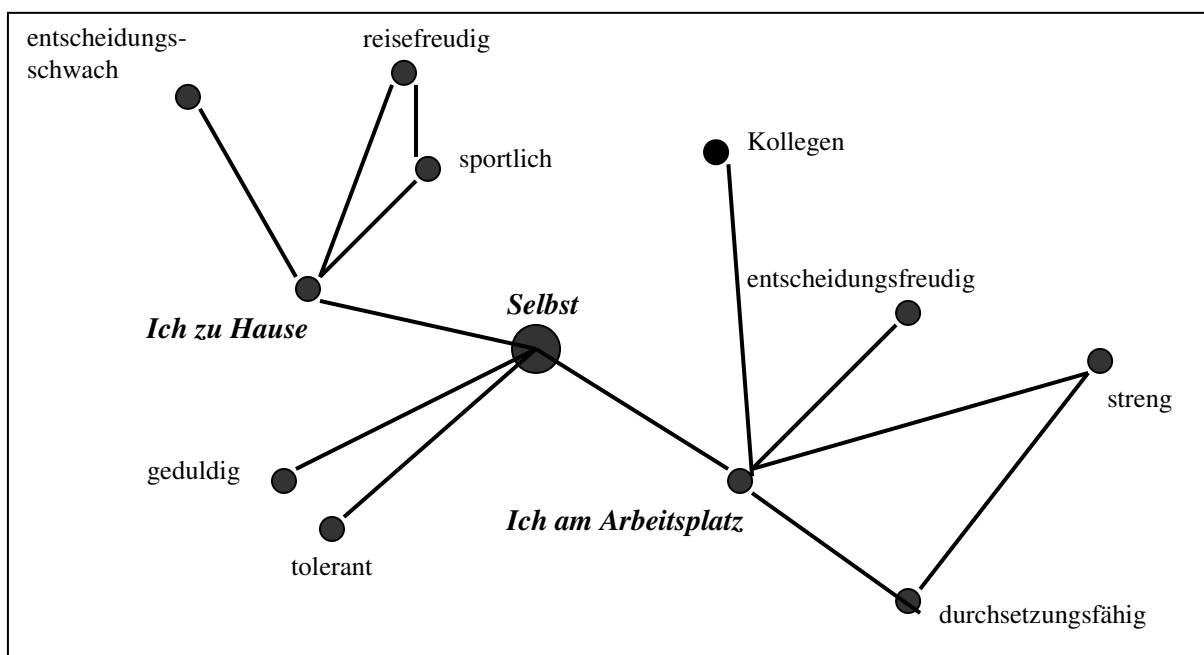 entscheidungs-
schwach
reisefreudig
sportlich
Kollegen
entscheidungsfreudig
Selbst
Ich zu Hause
streng
geduldig
Ich am Arbeitsplatz
tolerant
durchsetzungsfähig